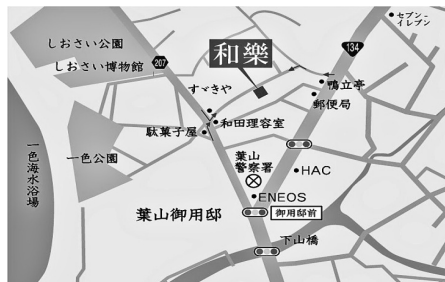 セブン-
イレブン
しおさい公園
しおさい博物館
207
和樂
134
鴨立亭
郵便局
すゞきや
和田理容室
駄菓子屋
一色公園
一色海水浴場
葉山
警察署
HAC
ENEOS
葉山御用邸
御用邸前
下山橋